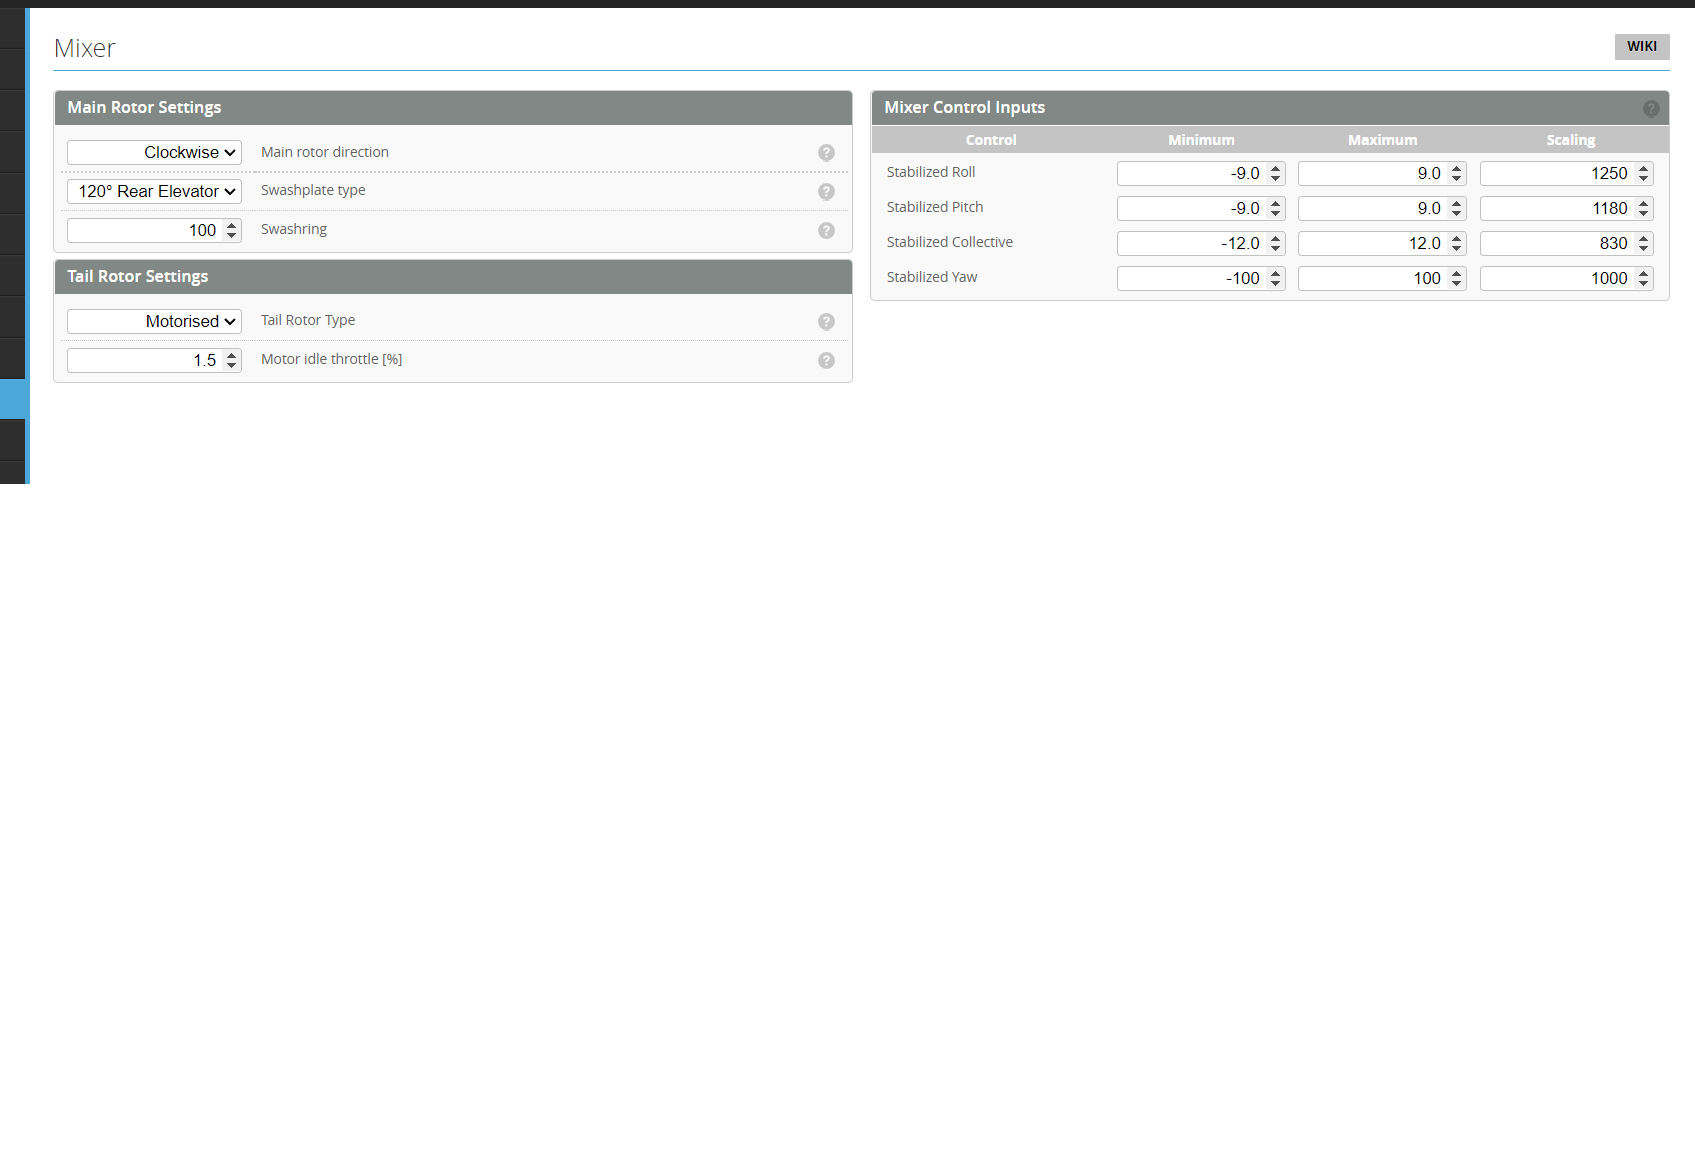 Mixer
WIKI
Main Rotor Settings
Clockwise Main rotor direction ?
120° Rear Elevator Swashplate type ?
100 Swashring ?
Tail Rotor Settings
Motorised Tail Rotor Type ?
1.5 Motor idle throttle [%] ?
Mixer Control Inputs ?
Control Minimum Maximum Scaling
Stabilized Roll -9.0 9.0 1250
Stabilized Pitch -9.0 9.0 1180
Stabilized Collective -12.0 12.0 830
Stabilized Yaw -100 100 1000